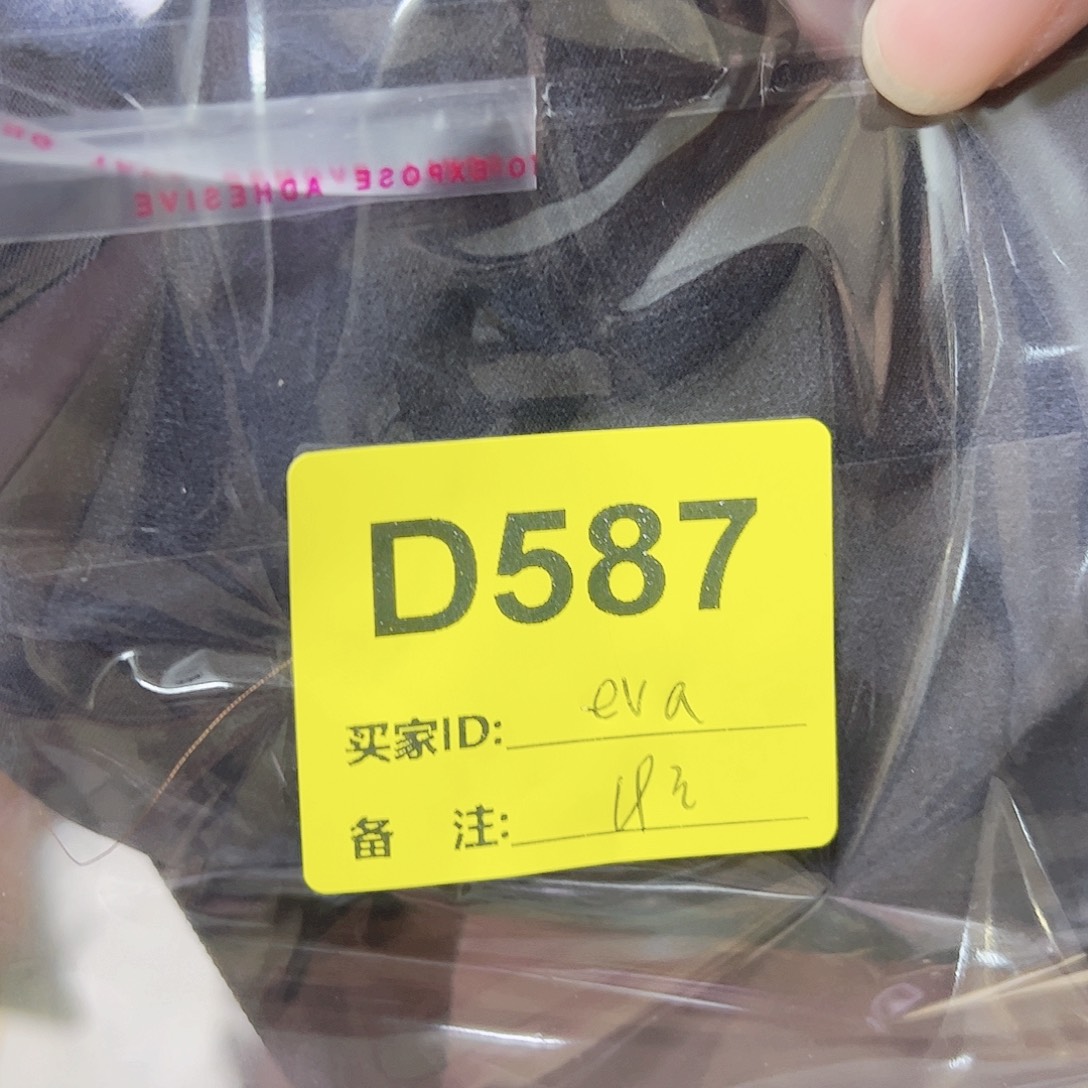 TO EXPOSE
ADHESIVE
D587
买家ID: eva
备 注: